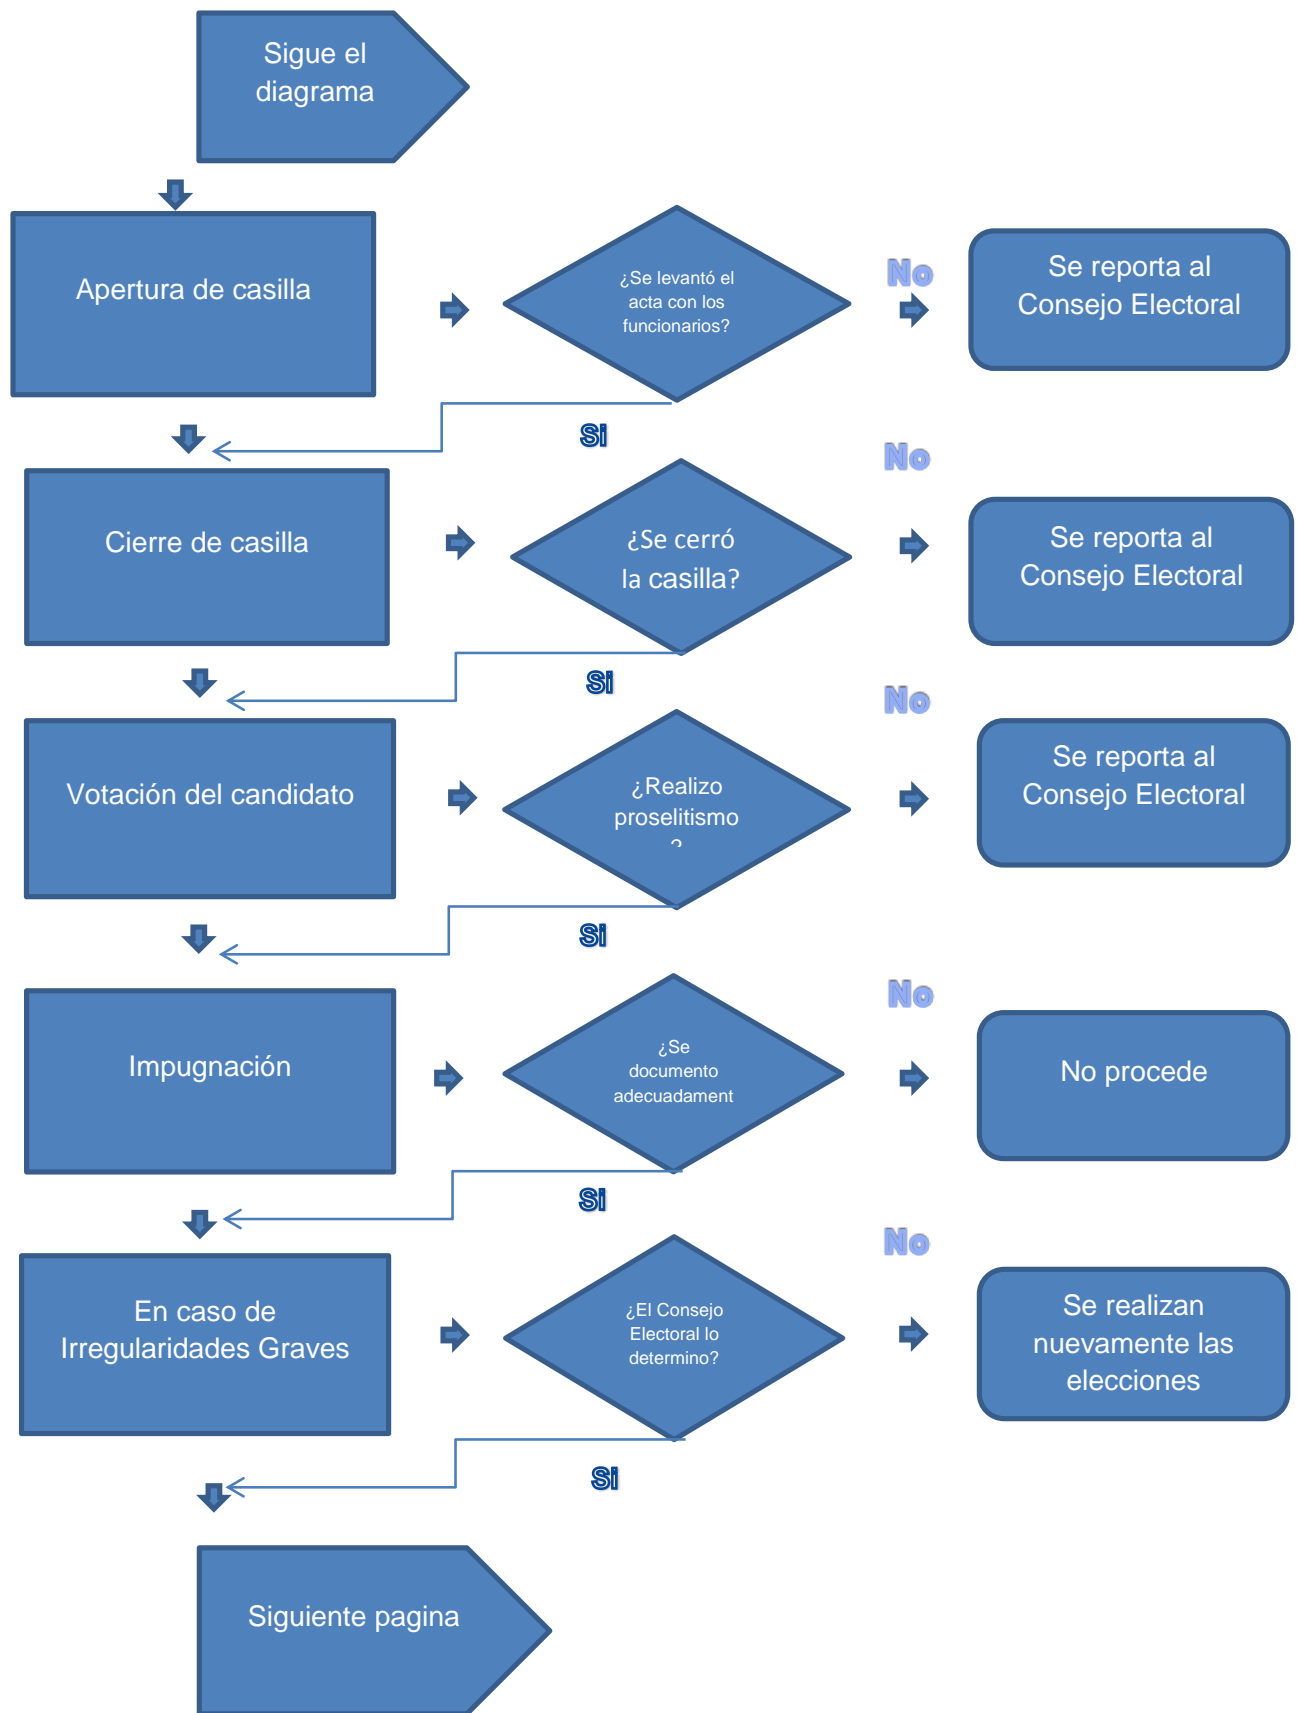 Sigue el
diagrama
Apertura de casilla
¿Se levantó el
acta con los
funcionarios?
No
Se reporta al
Consejo Electoral
Si
Cierre de casilla
¿Se cerró
la casilla?
No
Se reporta al
Consejo Electoral
Si
Votación del candidato
¿Realizo
proselitismo
?
No
Se reporta al
Consejo Electoral
Si
Impugnación
¿Se
documento
adecuadament
No
No procede
Si
En caso de
Irregularidades Graves
¿El Consejo
Electoral lo
determino?
No
Se realizan
nuevamente las
elecciones
Si
Siguiente pagina